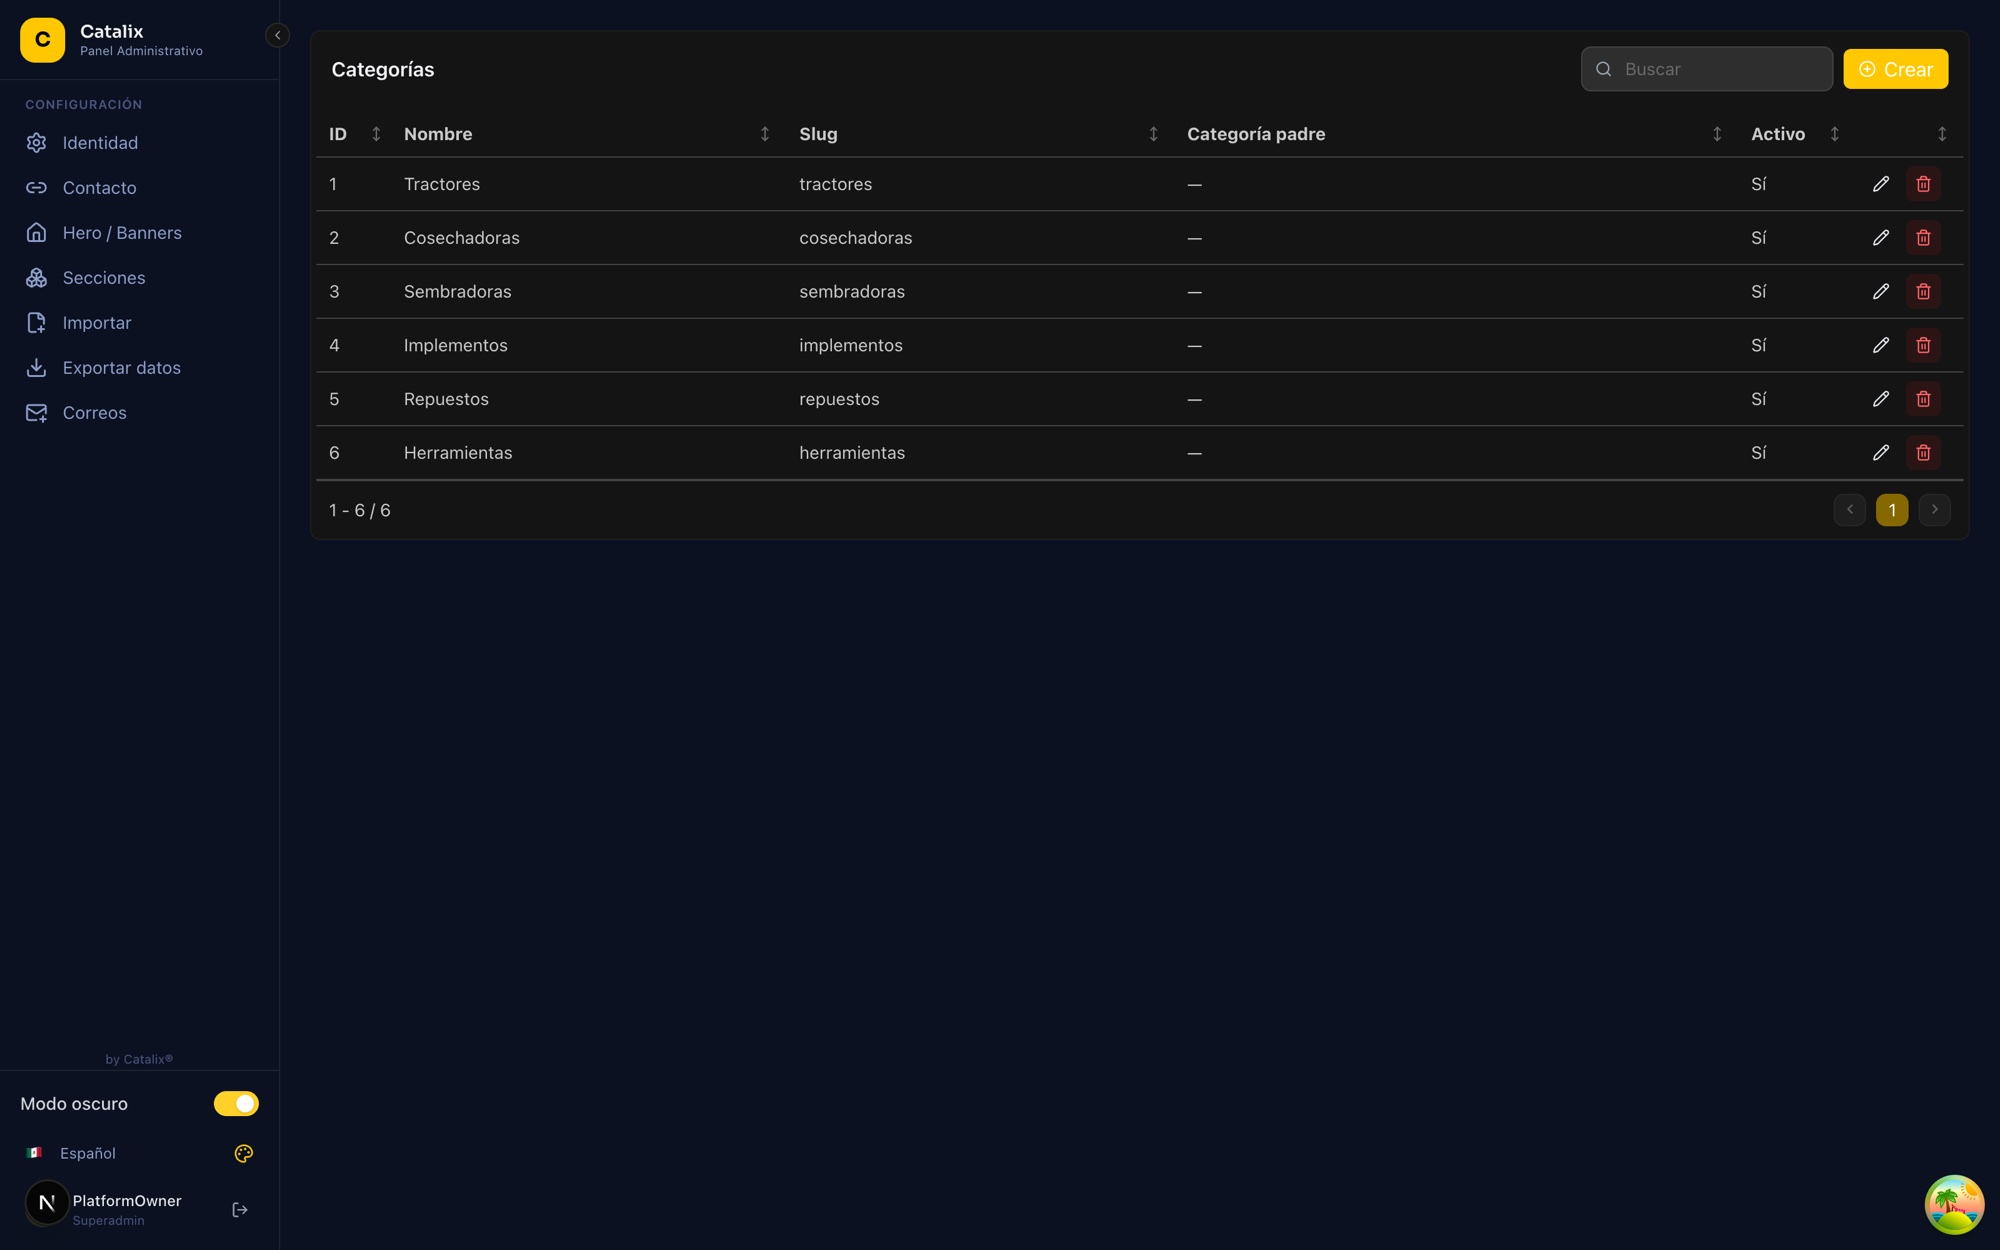 C
Catalix
Panel Administrativo
CONFIGURACIÓN
Identidad
Contacto
Hero / Banners
Secciones
Importar
Exportar datos
Correos
by Catalix®
Modo oscuro
Español
N
PlatformOwner
Superadmin
Categorías
Buscar
Crear
ID Nombre Slug Categoría padre Activo
1 Tractores tractores — Sí
2 Cosechadoras cosechadoras — Sí
3 Sembradoras sembradoras — Sí
4 Implementos implementos — Sí
5 Repuestos repuestos — Sí
6 Herramientas herramientas — Sí
1 - 6 / 6
1